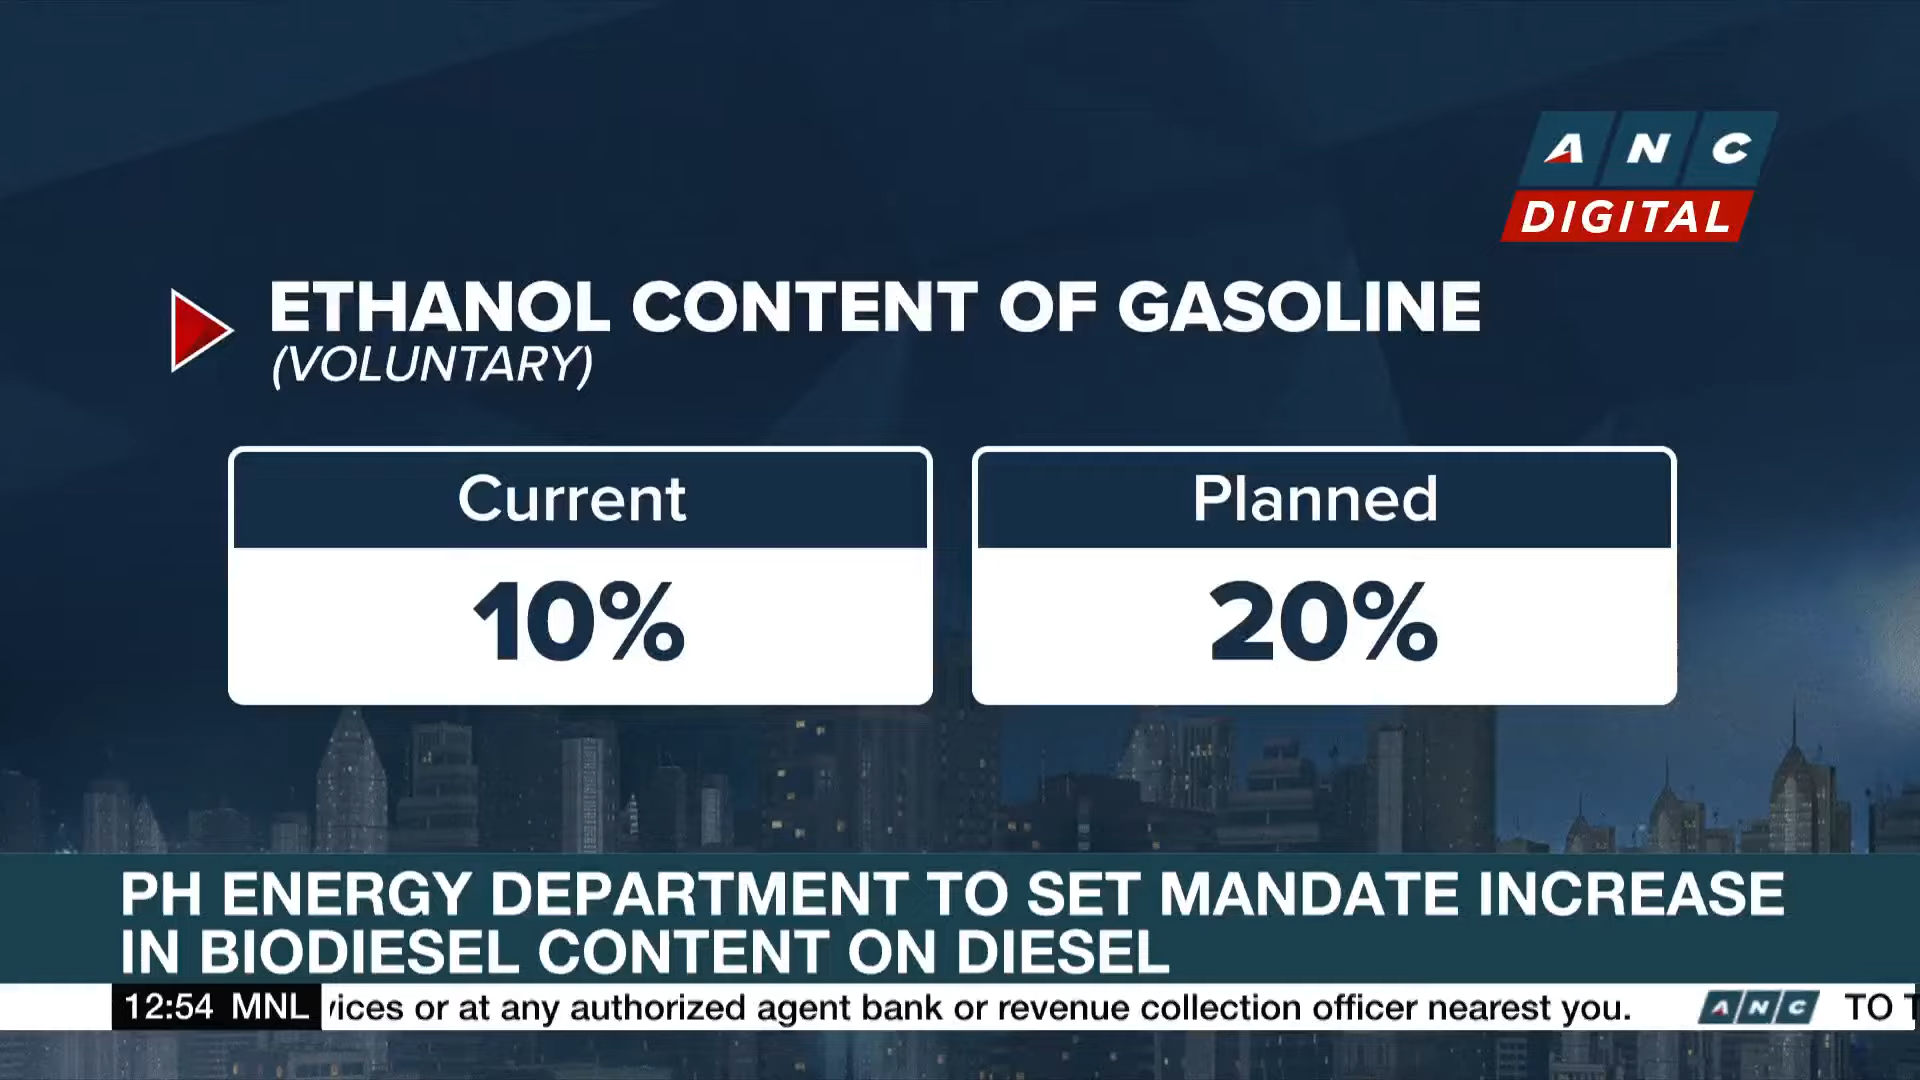 ANC
DIGITAL
ETHANOL CONTENT OF GASOLINE
(VOLUNTARY)
Current
Planned
10%
20%
PH ENERGY DEPARTMENT TO SET MANDATE INCREASE
IN BIODIESEL CONTENT ON DIESEL
12:54 MNL
or at any authorized agent bank or revenue collection officer nearest you.
ANC
TO